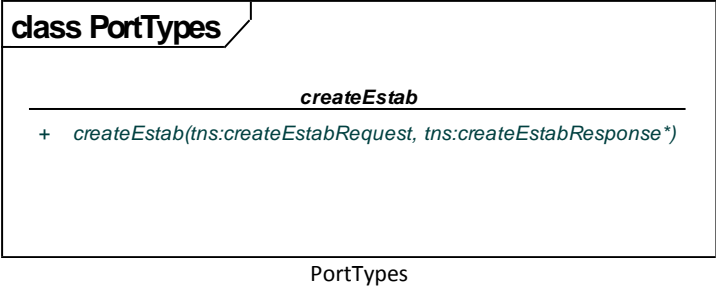 class PortTypes
createEstab
+ createEstab(tns:createEstabRequest, tns:createEstabResponse*)
PortTypes